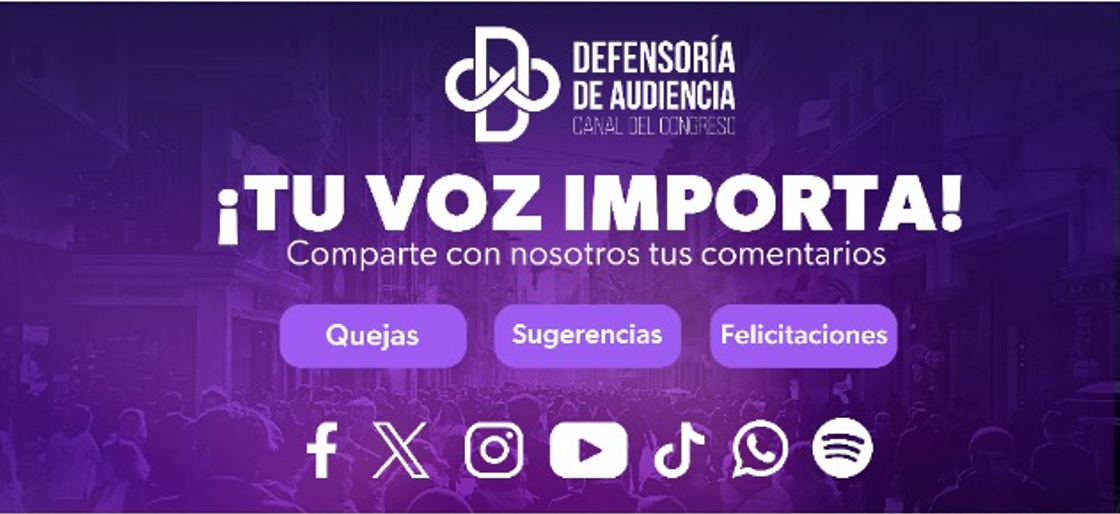 DEFENSORÍA
DE AUDIENCIA
CANAL DEL CONGRESO
¡TU VOZ IMPORTA!
Comparte con nosotros tus comentarios
Quejas
Sugerencias
Felicitaciones